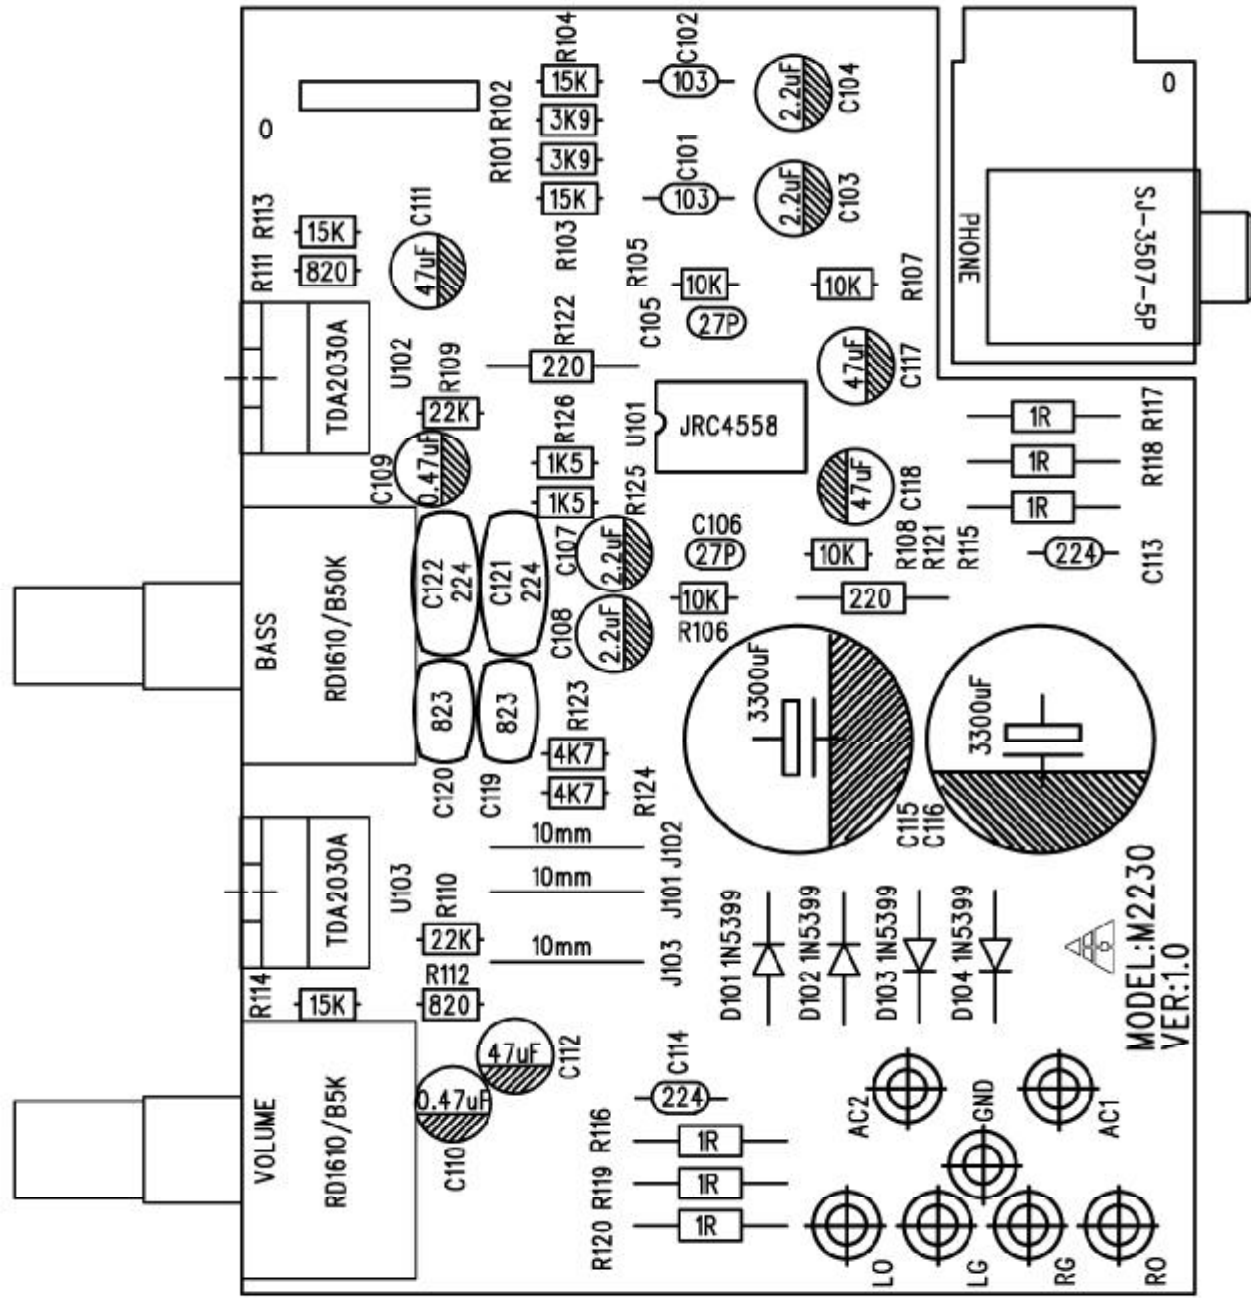 R104
C102
15K
103
2.2uF
C104
0
0
R102
3K9
R101
3K9
C101
15K
103
2.2uF
C103
R113
C111
15K
R103
R105
R107
PHONE
SJ-3507-5P
R111
820
47uF
10K
10K
C105
27P
R122
TDA2030A
U102
220
C117
47uF
R109
22K
R126
U101
JRC4558
1R
R117
C109
0.47uF
1K5
1R
R118
1K5
R125
47uF
C118
1R
C107
C106
2.2uF
27P
10K
R108
R121
R115
224
C113
C122
224
C121
224
BASS
RD1610/B50K
C108
2.2uF
10K
R106
220
823
823
R123
3300uF
3300uF
4K7
C120
C119
4K7
R124
10mm
J102
C115
C116
TDA2030A
U103
10mm
J101
R110
22K
10mm
J103
D101 1N5399
D102 1N5399
D103 1N5399
D104 1N5399
MODEL:M2230
VER:1.0
R114
15K
R112
820
47uF
C112
VOLUME
RD1610/B5K
0.47uF
C110
C114
224
R116
1R
R119
1R
R120
1R
AC2
GND
AC1
LO
LG
RG
RO